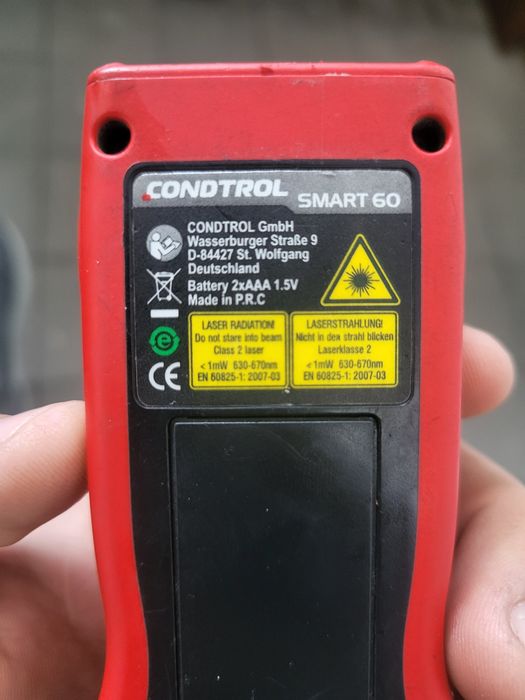 CONDTROL
SMART 60
CONDTROL GmbH
Wasserburger Straße 9
D-84427 St. Wolfgang
Deutschland
Battery 2xAAA 1.5V
Made in P.R.C
LASER RADIATION!
Do not stare into beam
Class 2 laser
<1mW 630-670nm
EN 60825-1: 2007-03
LASERSTRAHLUNG!
Nicht in den strahl blicken
Laserklasse 2
<1mW 630-670nm
EN 60825-1: 2007-03
e
CE